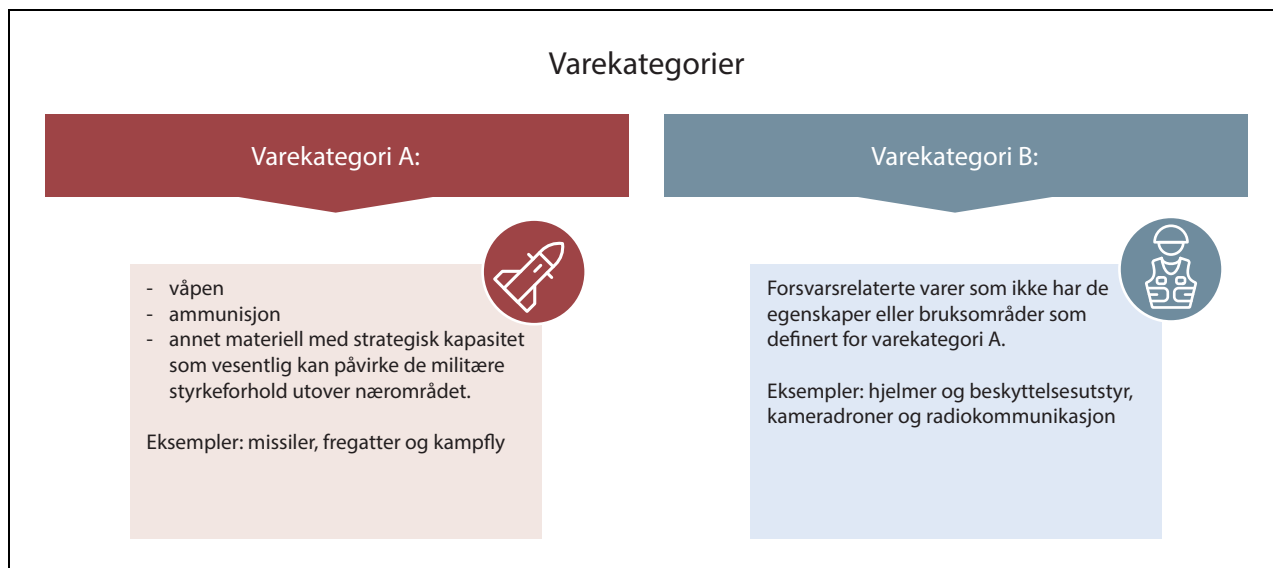 Varekategorier
Varekategori A:
- våpen
- ammunisjon
- annet materiell med strategisk kapasitet
som vesentlig kan påvirke de militære
styrkeforhold utover nærområdet.
Eksempler: missiler, fregatter og kampfly
Varekategori B:
Forsvarsrelaterte varer som ikke har de
egenskaper eller bruksområder som
definert for varekategori A.
Eksempler: hjelmer og beskyttelsesutstyr,
kameradroner og radiokommunikasjon